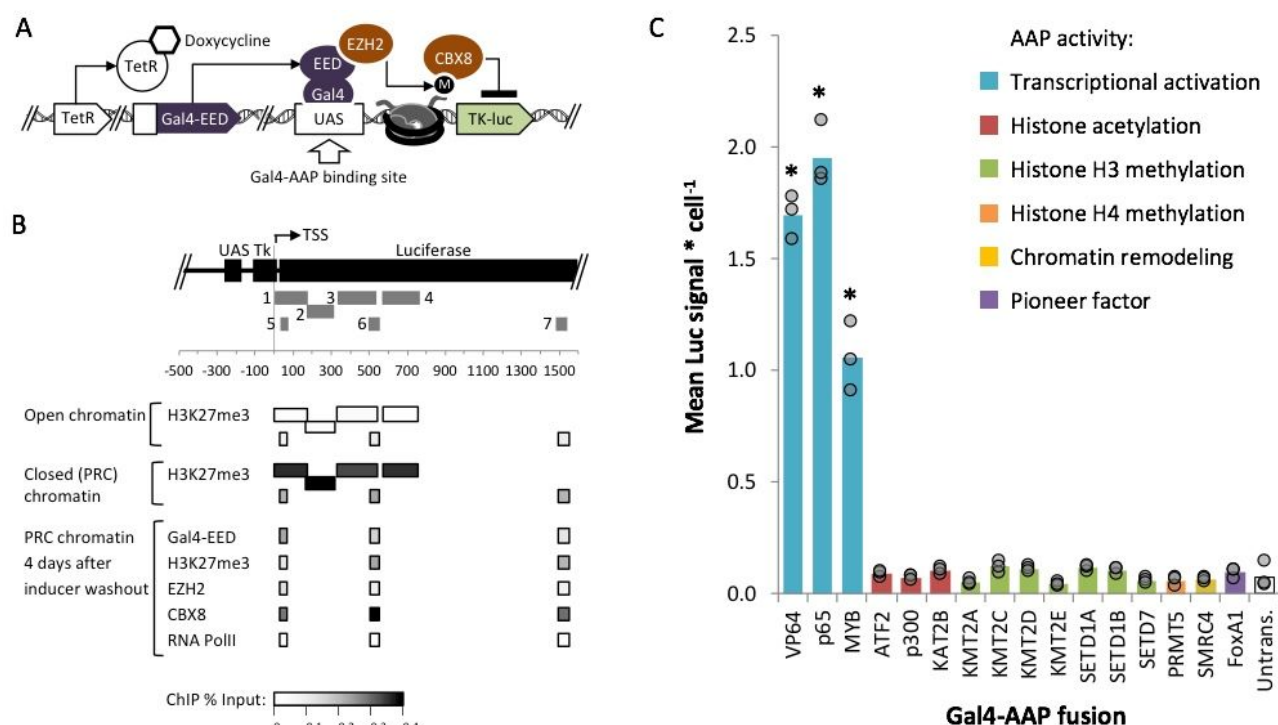 A
Doxycycline
TetR
EZH2
EED
CBX8
M
Gal4
TetR
Gal4-EED
UAS
TK-luc
Gal4-AAP binding site
B
TSS
UAS Tk
Luciferase
1 3 4
2
5 6 7
-500 -300 -100 100 300 500 700 900 1100 1300 1500
Open chromatin H3K27me3
Closed (PRC) H3K27me3
chromatin
PRC chromatin Gal4-EED
4 days after H3K27me3
inducer washout EZH2
CBX8
RNA PolII
ChIP % Input:
C
Mean Luc signal * cell-1
2.5
2.0
1.5
1.0
0.5
0.0
* * *
AAP activity:
Transcriptional activation
Histone acetylation
Histone H3 methylation
Histone H4 methylation
Chromatin remodeling
Pioneer factor
VP64
p65
MYB
ATF2
p300
KAT2B
KMT2A
KMT2C
KMT2D
KMT2E
SETD1A
SETD1B
SETD7
PRMT5
SMRC4
FoxA1
Untrans.
Gal4-AAP fusion